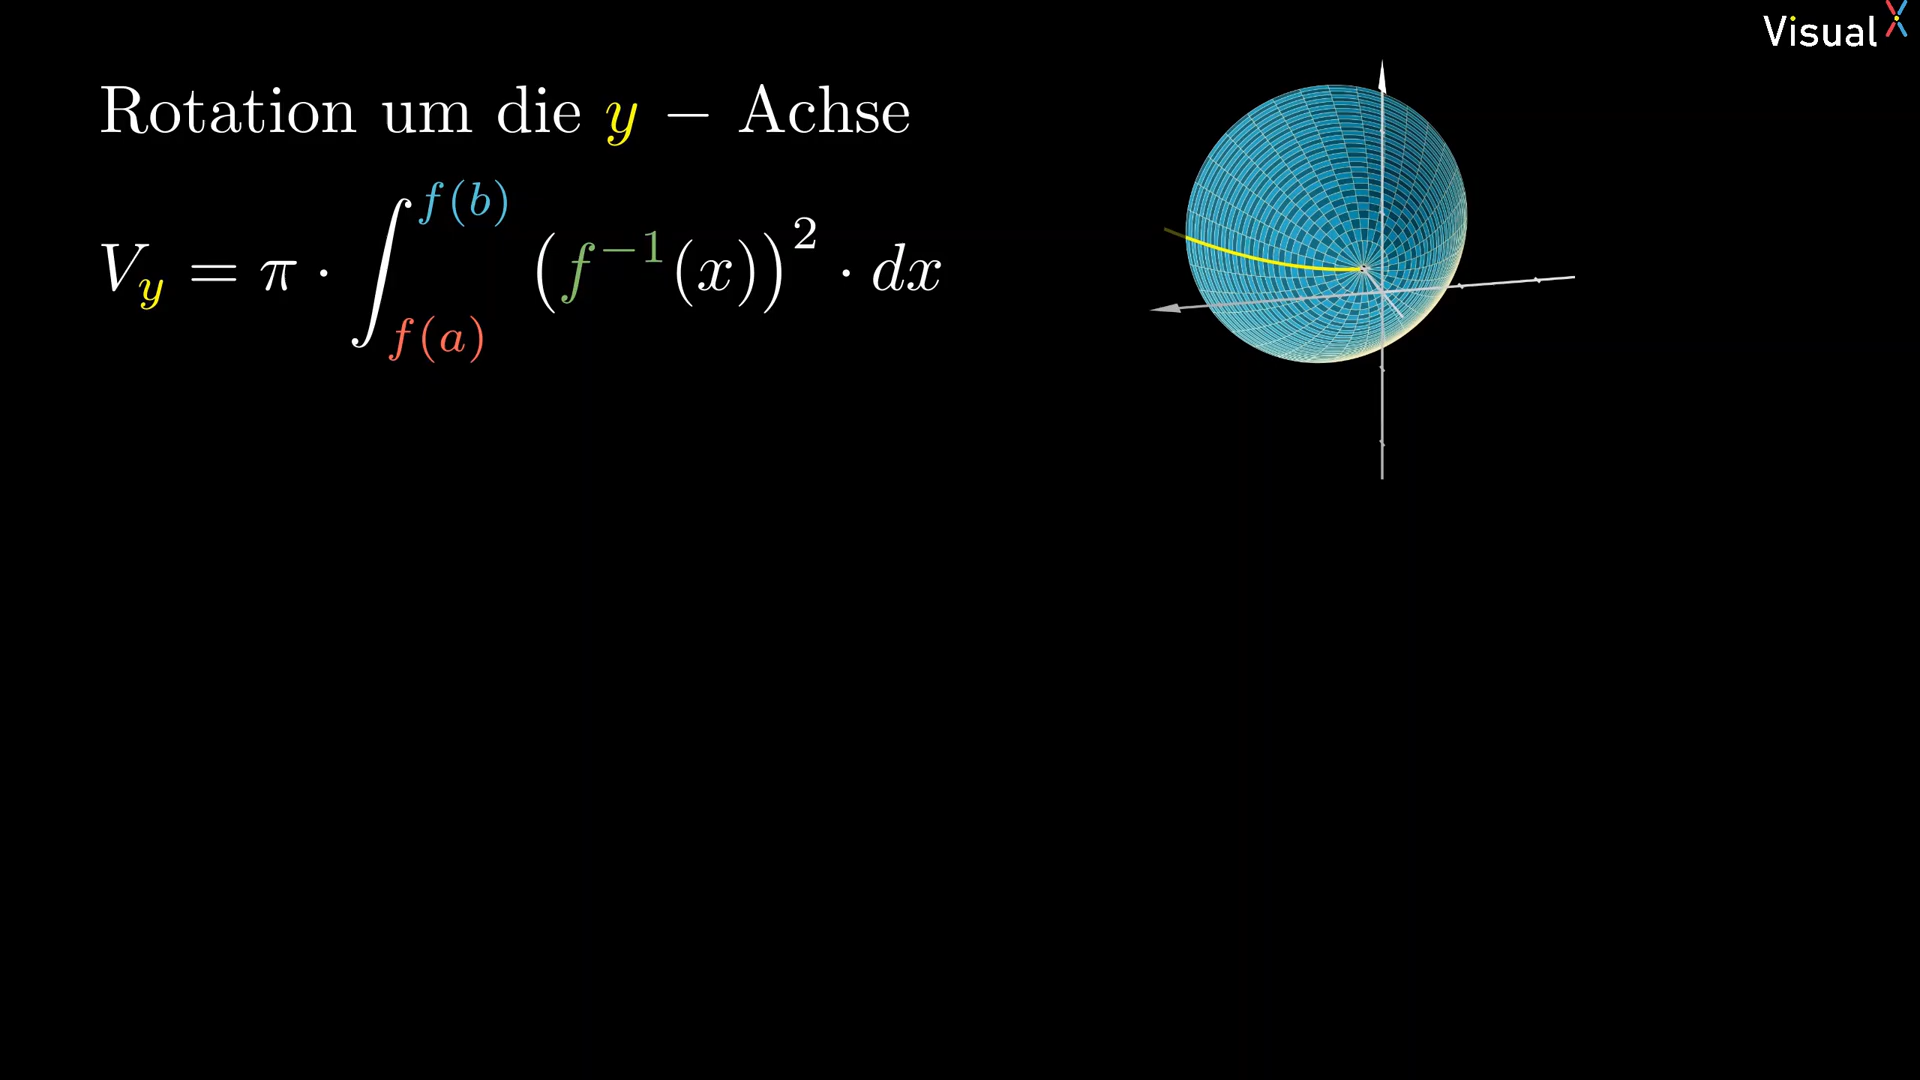 Visual X
Rotation um die y – Achse
V_y = π · ∫_{f(a)}^{f(b)} (f^{-1}(x))^2 · dx